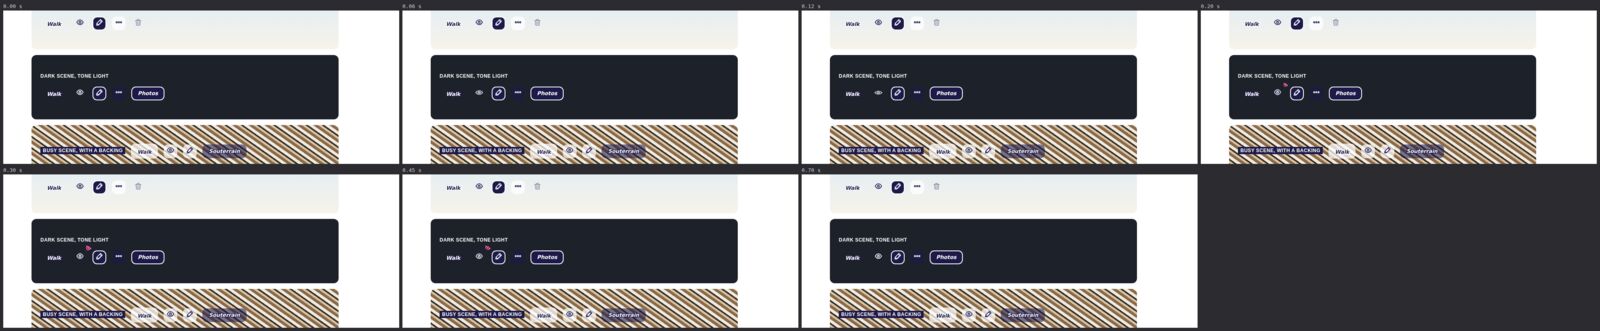 0.00 s
Walk
DARK SCENE, TONE LIGHT
Walk Photos
BUSY SCENE, WITH A BACKING Walk Souterrain
0.06 s
Walk
DARK SCENE, TONE LIGHT
Walk Photos
BUSY SCENE, WITH A BACKING Walk Souterrain
0.12 s
Walk
DARK SCENE, TONE LIGHT
Walk Photos
BUSY SCENE, WITH A BACKING Walk Souterrain
0.20 s
Walk
DARK SCENE, TONE LIGHT
Walk Photos
BUSY SCENE, WITH A BACKING Walk Souterrain
0.30 s
Walk
DARK SCENE, TONE LIGHT
Walk Photos
BUSY SCENE, WITH A BACKING Walk Souterrain
0.45 s
Walk
DARK SCENE, TONE LIGHT
Walk Photos
BUSY SCENE, WITH A BACKING Walk Souterrain
0.70 s
Walk
DARK SCENE, TONE LIGHT
Walk Photos
BUSY SCENE, WITH A BACKING Walk Souterrain